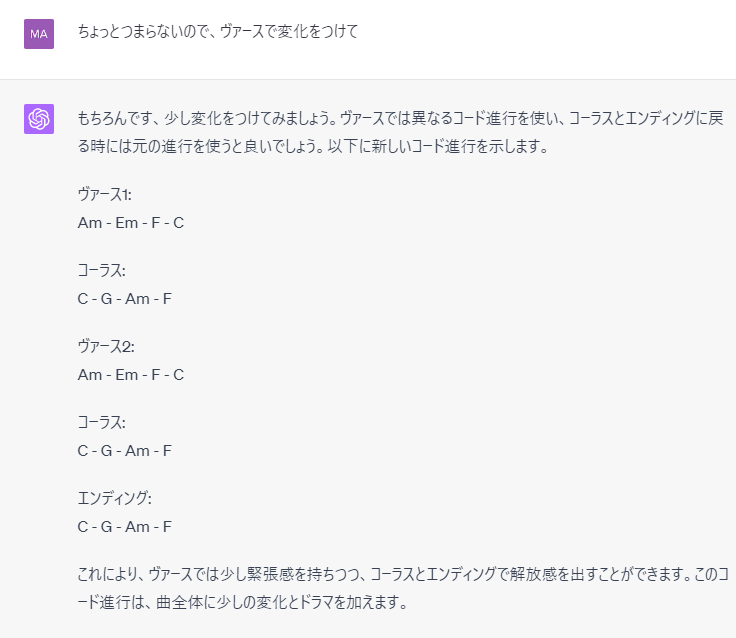 MA
ちょっとつまらないので、ヴァースで変化をつけて
もちろんです、少し変化をつけてみましょう。ヴァースでは異なるコード進行を使い、コーラスとエンディングに戻
る時には元の進行を使うと良いでしょう。以下に新しいコード進行を示します。
ヴァース1:
Am - Em - F - C
コーラス:
C - G - Am - F
ヴァース2:
Am - Em - F - C
コーラス:
C - G - Am - F
エンディング:
C - G - Am - F
これにより、ヴァースでは少し緊張感を持ちつつ、コーラスとエンディングで解放感を出すことができます。このコ
ード進行は、曲全体に少しの変化とドラマを加えます。